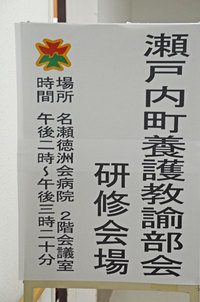 瀬戸内町養護教諭部会
研修会場
場所 名瀬徳洲会病院 2階会議室
時間 午後二時～午後三時二十分